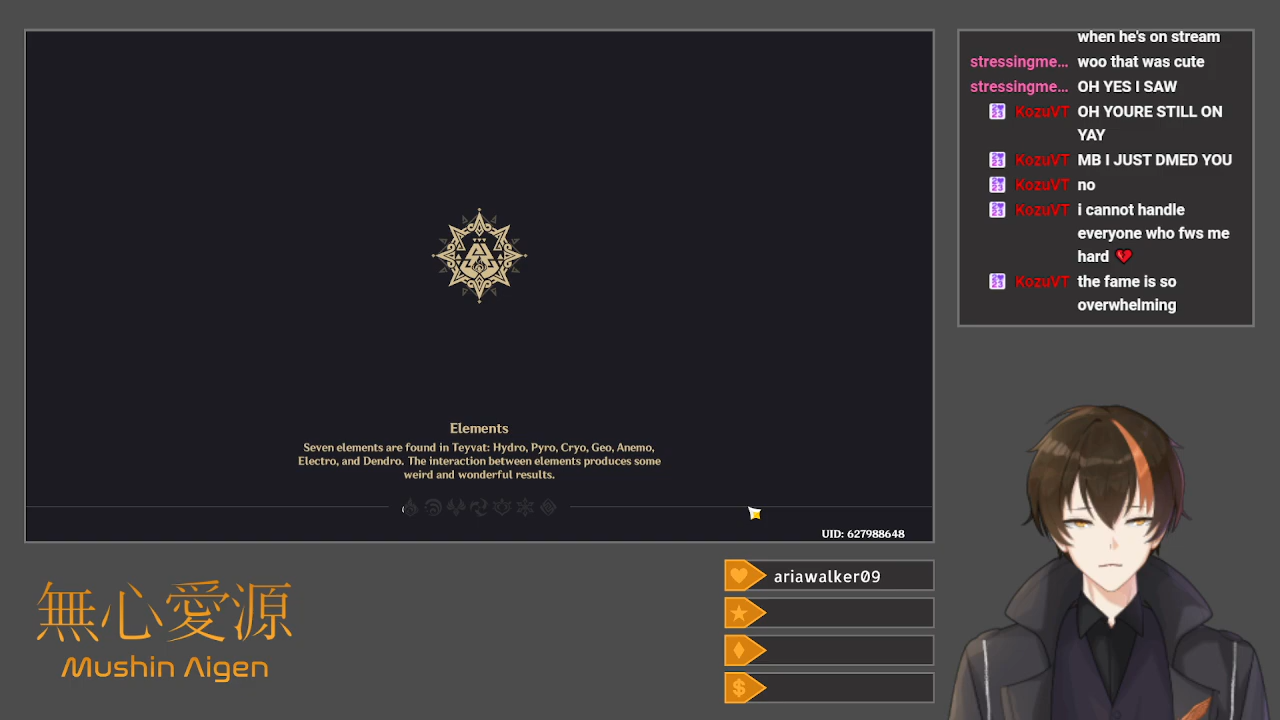 when he's on stream
stressingme... woo that was cute
stressingme... OH YES I SAW
KozuVT OH YOURE STILL ON
YAY
KozuVT MB I JUST DMED YOU
KozuVT no
KozuVT i cannot handle
everyone who fws me
hard 💔
KozuVT the fame is so
overwhelming
Elements
Seven elements are found in Teyvat: Hydro, Pyro, Cryo, Geo, Anemo,
Electro, and Dendro. The interaction between elements produces some
weird and wonderful results.
UID: 627988648
無心愛源
Mushin Aigen
ariawalker09
$